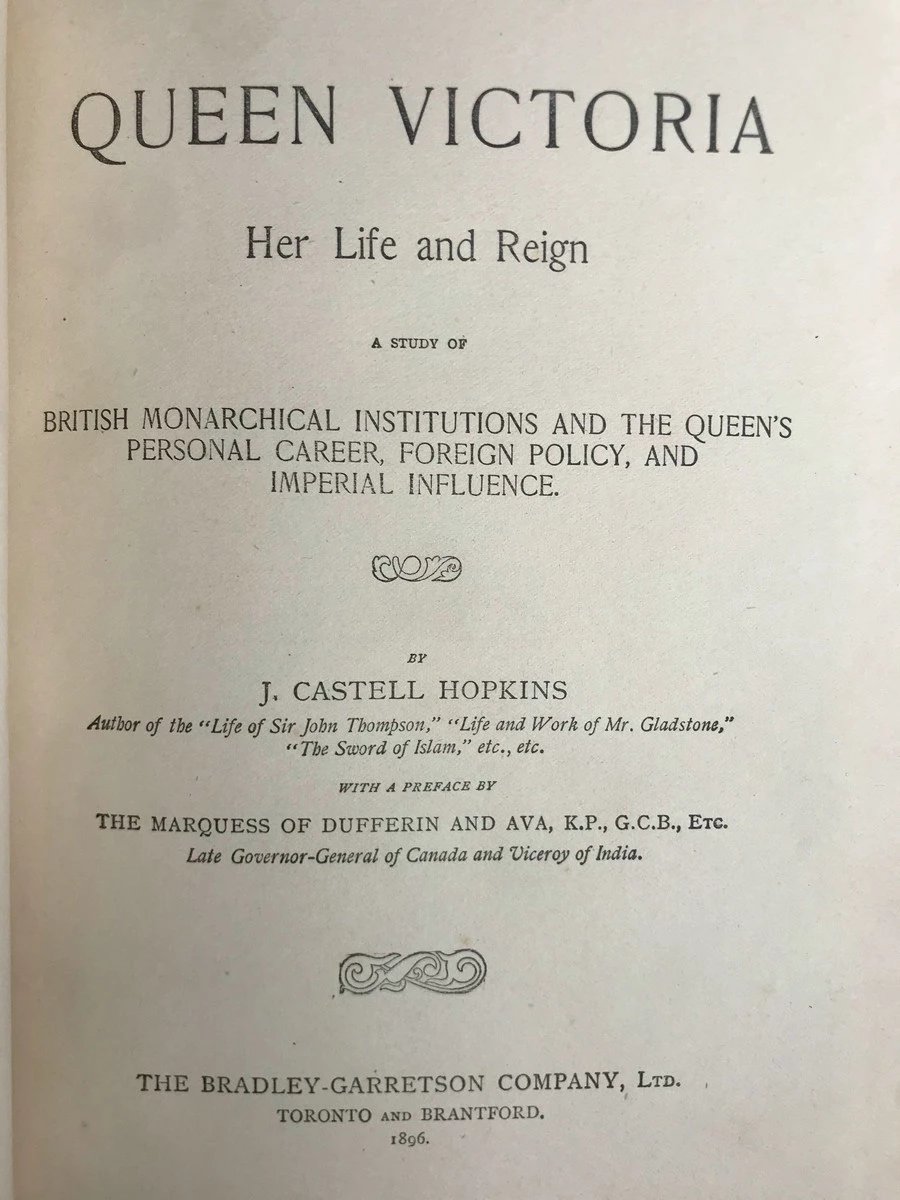 QUEEN VICTORIA
Her Life and Reign
A STUDY OF
BRITISH MONARCHICAL INSTITUTIONS AND THE QUEEN'S
PERSONAL CAREER, FOREIGN POLICY, AND
IMPERIAL INFLUENCE.
BY
J. CASTELL HOPKINS
Author of the "Life of Sir John Thompson," "Life and Work of Mr. Gladstone,"
"The Sword of Islam," etc., etc.
WITH A PREFACE BY
THE MARQUESS OF DUFFERIN AND AVA, K.P., G.C.B., ETC.
Late Governor-General of Canada and Viceroy of India.
THE BRADLEY-GARRETSON COMPANY, LTD.
TORONTO AND BRANTFORD.
1896.